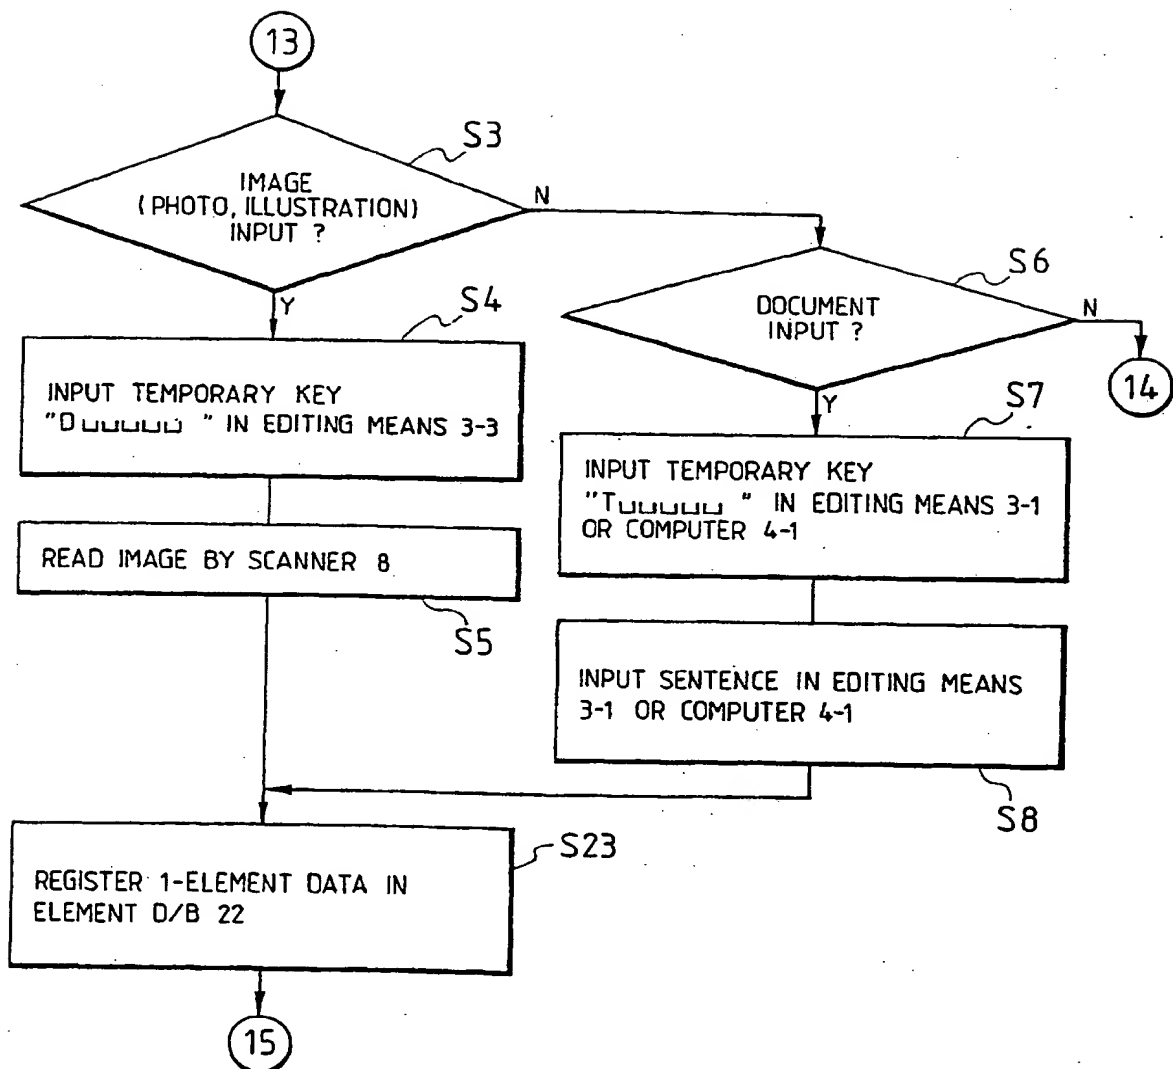 13
S3
IMAGE
(PHOTO, ILLUSTRATION)
INPUT ?
N
Y
S4
INPUT TEMPORARY KEY
"D␣␣␣␣␣ " IN EDITING MEANS 3-3
READ IMAGE BY SCANNER 8
S5
S6
DOCUMENT
INPUT ?
N
14
Y
S7
INPUT TEMPORARY KEY
"T␣␣␣␣␣ " IN EDITING MEANS 3-1
OR COMPUTER 4-1
INPUT SENTENCE IN EDITING MEANS
3-1 OR COMPUTER 4-1
S8
S23
REGISTER 1-ELEMENT DATA IN
ELEMENT D/B 22
15